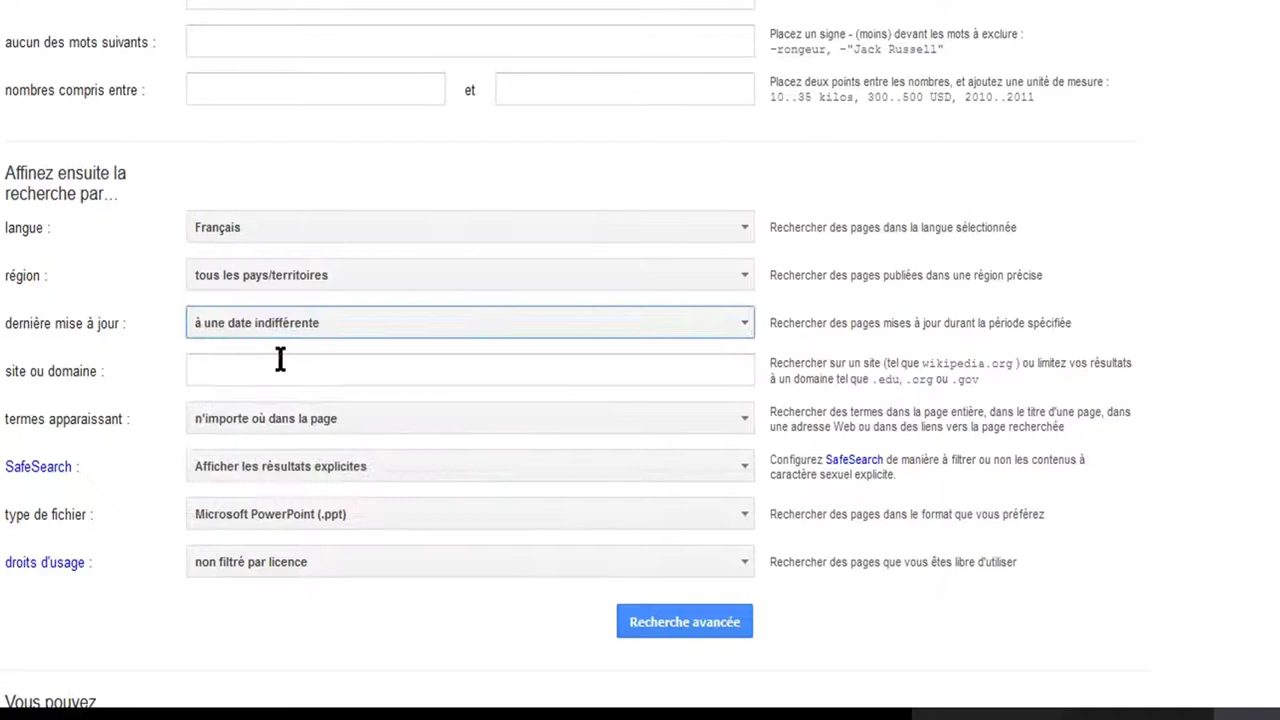 aucun des mots suivants :
Placez un signe - (moins) devant les mots à exclure :
-rongeur, -"Jack Russell"
nombres compris entre :
et
Placez deux points entre les nombres, et ajoutez une unité de mesure :
10..35 kilos, 300..500 USD, 2010..2011
Affinez ensuite la
recherche par...
langue :
Français
Rechercher des pages dans la langue sélectionnée
région :
tous les pays/territoires
Rechercher des pages publiées dans une région précise
dernière mise à jour :
à une date indifférente
Rechercher des pages mises à jour durant la période spécifiée
site ou domaine :
Rechercher sur un site (tel que wikipedia.org ) ou limitez vos résultats
à un domaine tel que .edu, .org ou .gov
termes apparaissant :
n'importe où dans la page
Rechercher des termes dans la page entière, dans le titre d'une page, dans
une adresse Web ou dans des liens vers la page recherchée
SafeSearch :
Afficher les résultats explicites
Configurez SafeSearch de manière à filtrer ou non les contenus à
caractère sexuel explicite.
type de fichier :
Microsoft PowerPoint (.ppt)
Rechercher des pages dans le format que vous préférez
droits d'usage :
non filtré par licence
Rechercher des pages que vous êtes libre d'utiliser
Recherche avancée
Vous pouvez